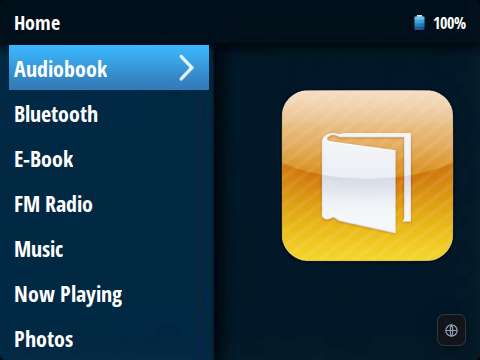 Home
100%
Audiobook
Bluetooth
E-Book
FM Radio
Music
Now Playing
Photos